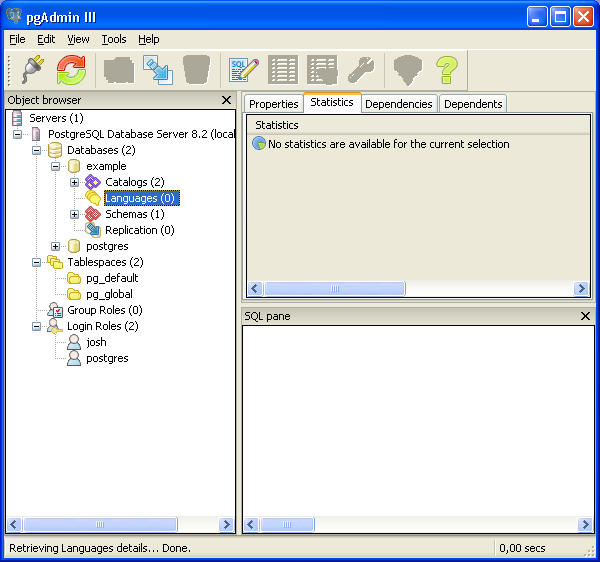 pgAdmin III
File Edit View Tools Help
SQL
Object browser
Servers (1)
PostgreSQL Database Server 8.2 (local
Databases (2)
example
Catalogs (2)
Languages (0)
Schemas (1)
Replication (0)
postgres
Tablespaces (2)
pg_default
pg_global
Group Roles (0)
Login Roles (2)
josh
postgres
Properties Statistics Dependencies Dependents
Statistics
No statistics are available for the current selection
SQL pane
Retrieving Languages details... Done.
0,00 secs